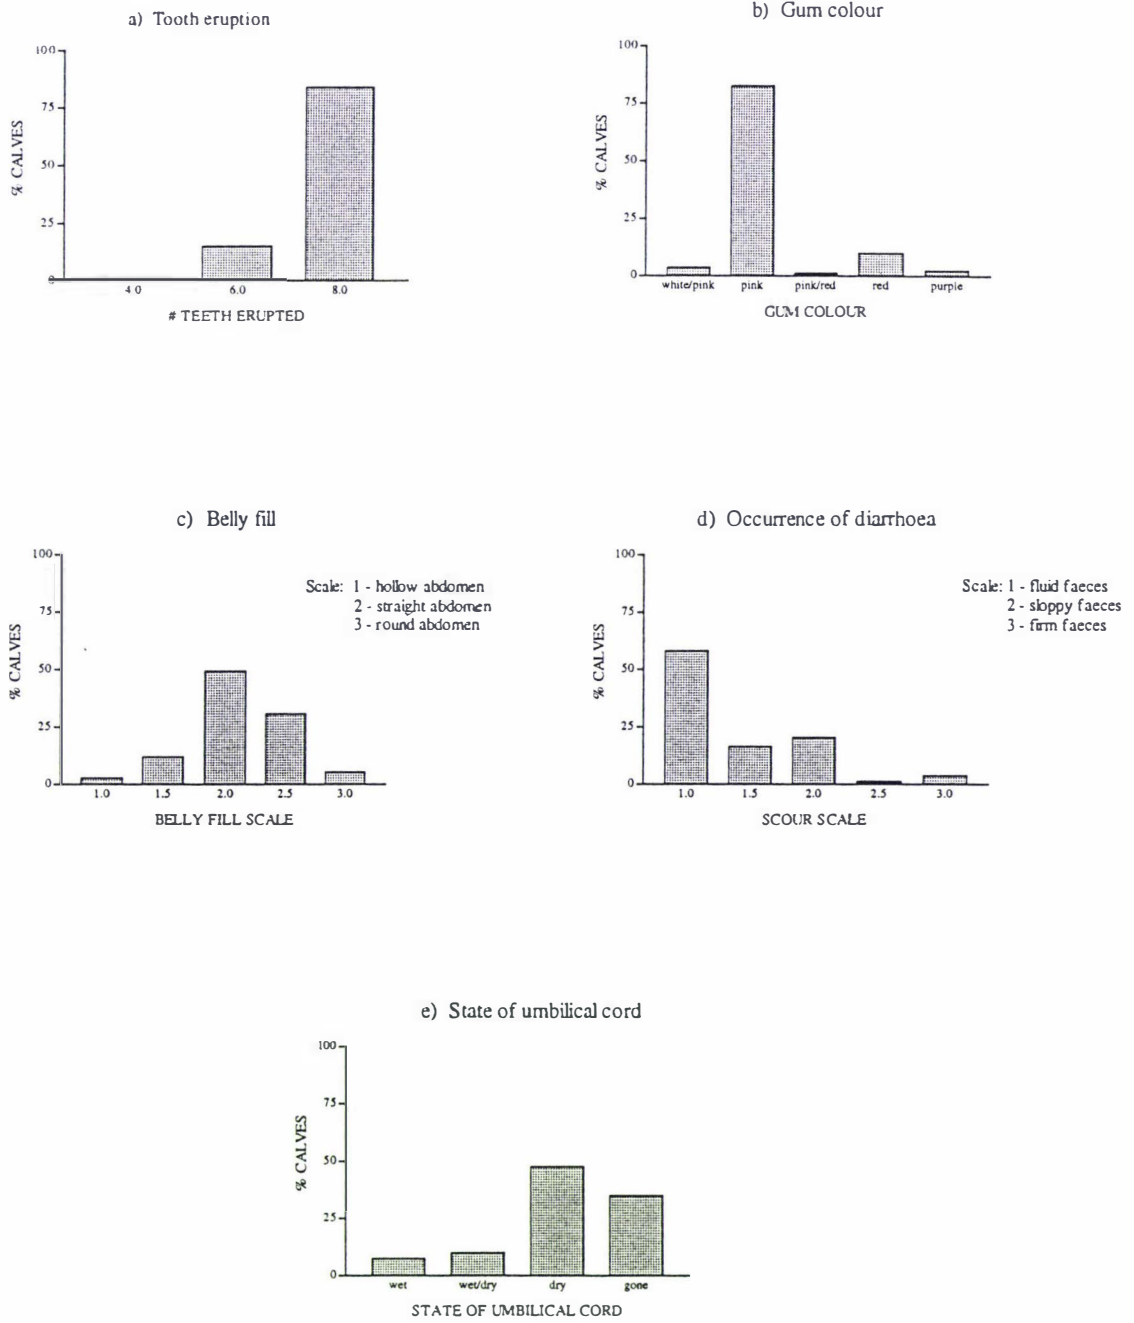 a) Tooth eruption
100
75
50
25
0
% CALVES
4.0
6.0
8.0
# TEETH ERUPTED
b) Gum colour
100
75
50
25
0
% CALVES
white/pink
pink
pink/red
red
purple
GUM COLOUR
c) Belly fill
100
75
50
25
0
% CALVES
Scale: 1 - hollow abdomen
2 - straight abdomen
3 - round abdomen
1.0
1.5
2.0
2.5
3.0
BELLY FILL SCALE
d) Occurrence of diarrhoea
100
75
50
25
0
% CALVES
Scale: 1 - fluid faeces
2 - sloppy faeces
3 - firm faeces
1.0
1.5
2.0
2.5
3.0
SCOUR SCALE
e) State of umbilical cord
100
75
50
25
0
% CALVES
wet
wet/dry
dry
gone
STATE OF UMBILICAL CORD